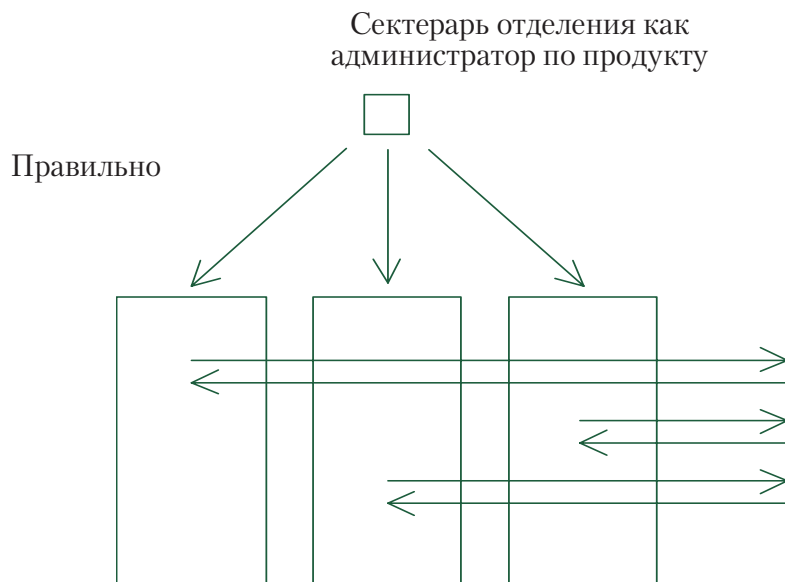 Сектерарь отделения как
администратор по продукту
Правильно